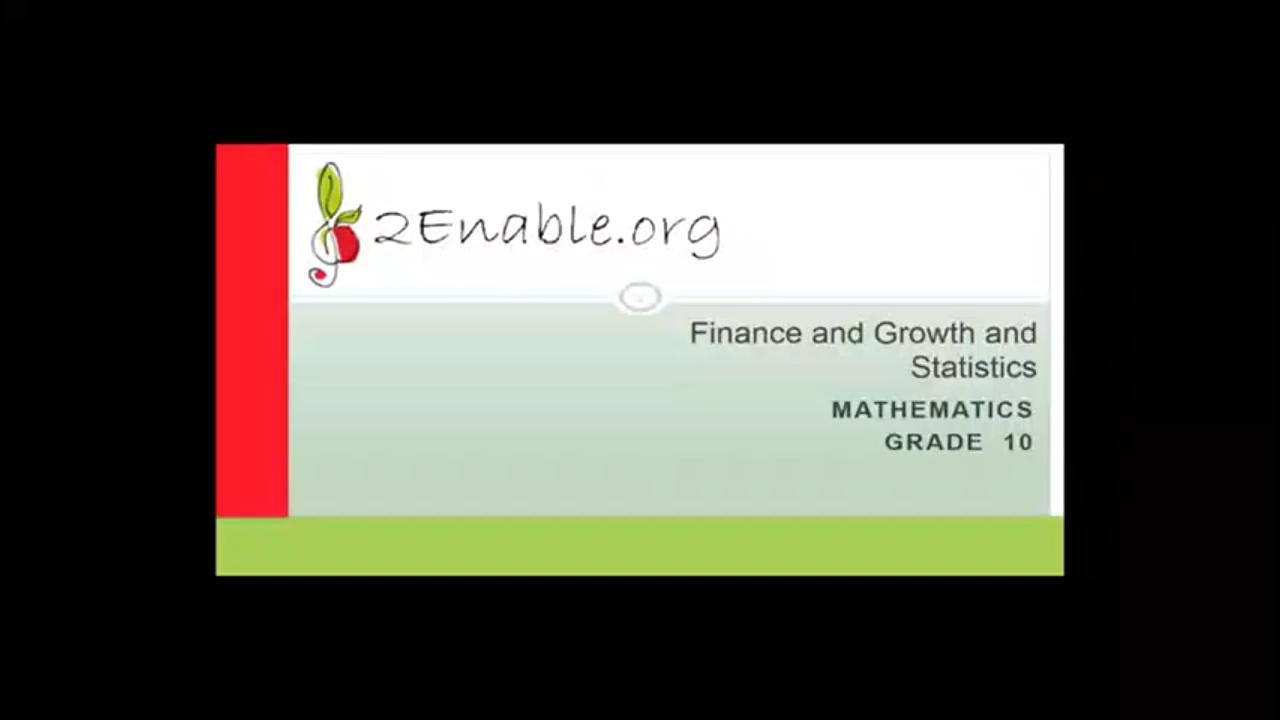 2Enable.org
Finance and Growth and
Statistics
MATHEMATICS
GRADE 10